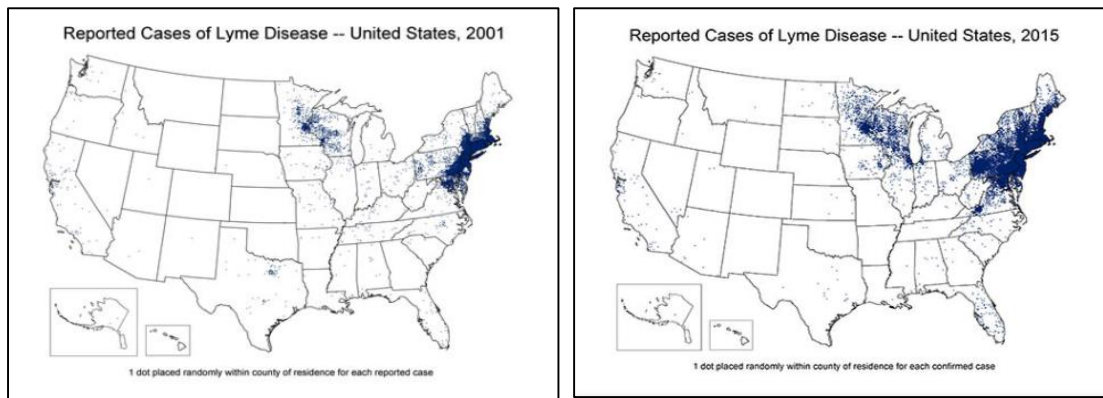 Reported Cases of Lyme Disease -- United States, 2001
1 dot placed randomly within county of residence for each reported case
Reported Cases of Lyme Disease -- United States, 2015
1 dot placed randomly within county of residence for each confirmed case